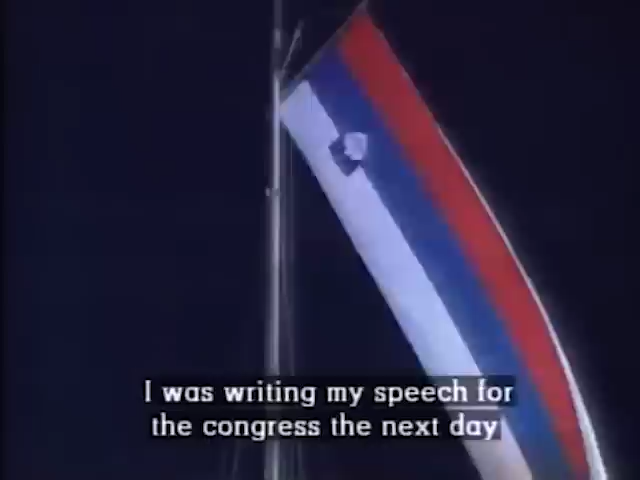 I was writing my speech for
the congress the next day